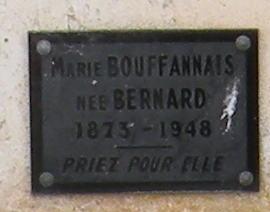 MARIE BOUFFANNAIS
NÉE BERNARD
1873 - 1948
PRIEZ POUR ELLE